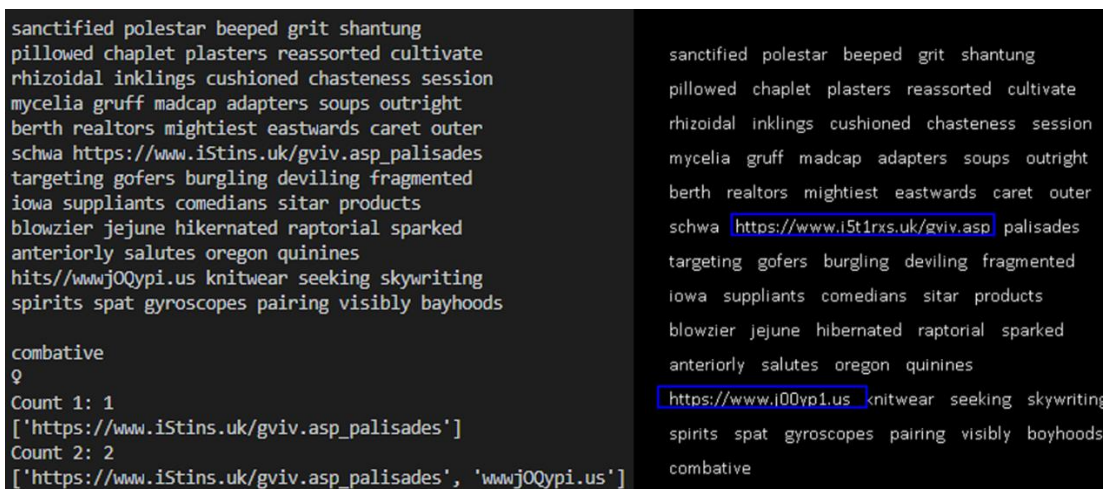 sanctified polestar beeped grit shantung
pillowed chaplet plasters reassorted cultivate
rhizoidal inklings cushioned chasteness session
mycelia gruff madcap adapters soups outright
berth realtors mightiest eastwards caret outer
schwa https://www.iStins.uk/gviv.asp_palisades
targeting gofers burgling deviling fragmented
iowa suppliants comedians sitar products
blowzier jejune hikernated raptorial sparked
anteriorly salutes oregon quinines
hits//wwwjOQypi.us knitwear seeking skywriting
spirits spat gyroscopes pairing visibly bayhoods
combative
♀
Count 1: 1
['https://www.iStins.uk/gviv.asp_palisades']
Count 2: 2
['https://www.iStins.uk/gviv.asp_palisades', 'wwwjOQypi.us']
sanctified polestar beeped grit shantung
pillowed chaplet plasters reassorted cultivate
rhizoidal inklings cushioned chasteness session
mycelia gruff madcap adapters soups outright
berth realtors mightiest eastwards caret outer
schwa https://www.i5t1rxs.uk/gviv.asp palisades
targeting gofers burgling deviling fragmented
iowa suppliants comedians sitar products
blowzier jejune hibernated raptorial sparked
anteriorly salutes oregon quinines
https://www.j00yp1.us knitwear seeking skywriting
spirits spat gyroscopes pairing visibly boyhoods
combative